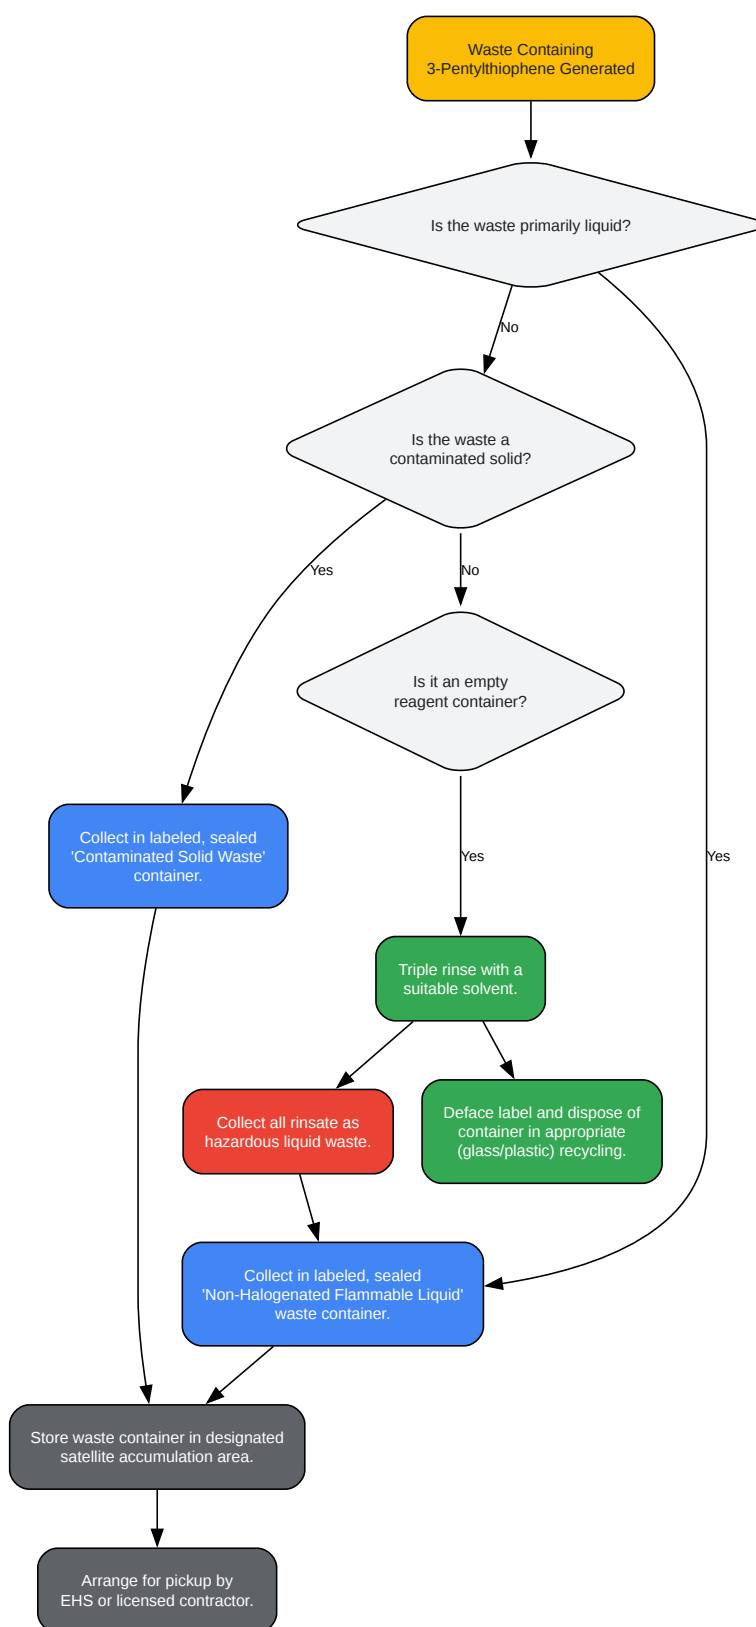 Waste Containing
3-Pentylthiophene Generated
Is the waste primarily liquid?
No
Is the waste a
contaminated solid?
Yes
No
Is it an empty
reagent container?
Collect in labeled, sealed
'Contaminated Solid Waste'
container.
Yes
Yes
Triple rinse with a
suitable solvent.
Collect all rinsate as
hazardous liquid waste.
Deface label and dispose of
container in appropriate
(glass/plastic) recycling.
Collect in labeled, sealed
'Non-Halogenated Flammable Liquid'
waste container.
Store waste container in designated
satellite accumulation area.
Arrange for pickup by
EHS or licensed contractor.